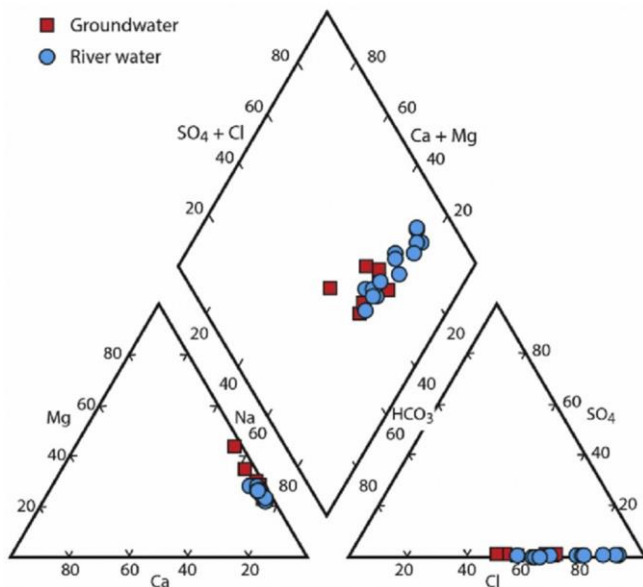 Groundwater
River water
80 80
60 60
SO₄ + Cl Ca + Mg
40 40
20 20
20 20
80 40 40 80
Mg 60 Na HCO₃ 60 SO₄
60 60
40 40
80 80
20 20
80 60 40 20 20 40 60 80
Ca Cl